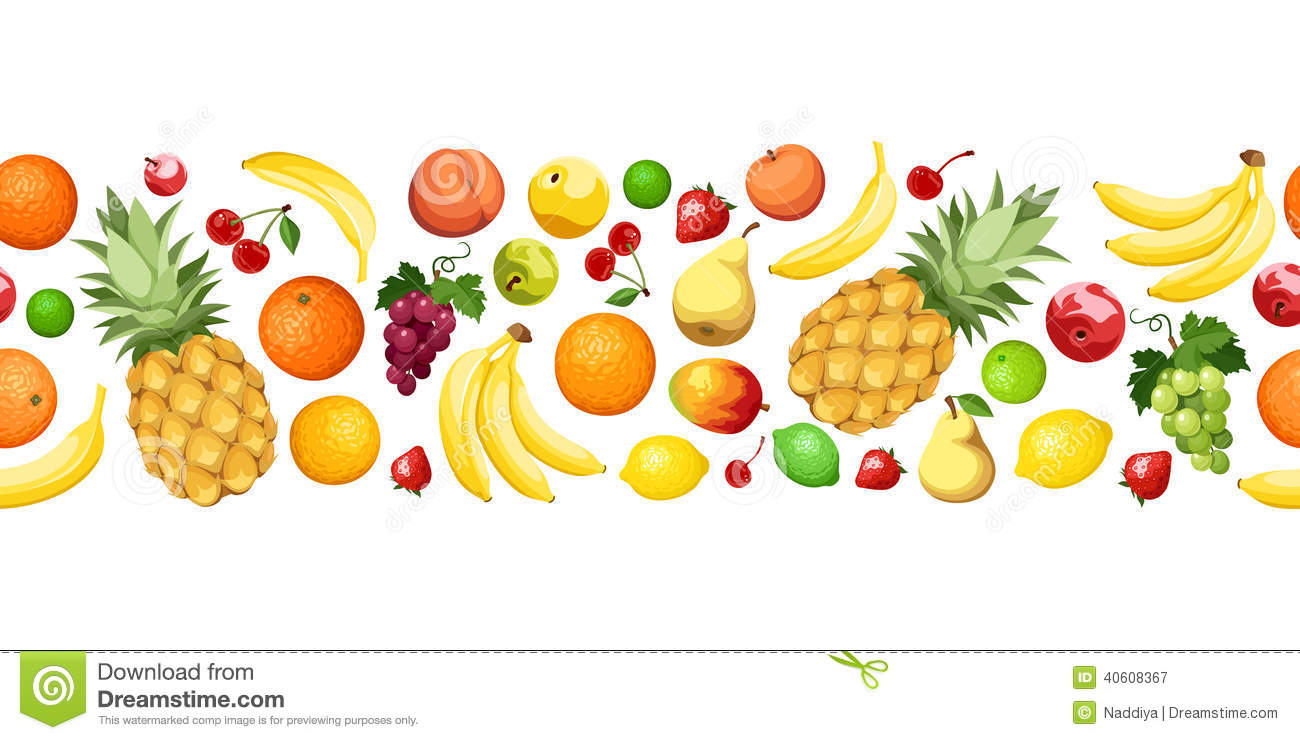 Download from
Dreamstime.com
This watermarked comp image is for previewing purposes only.
ID 40608367
© Naddiya | Dreamstime.com